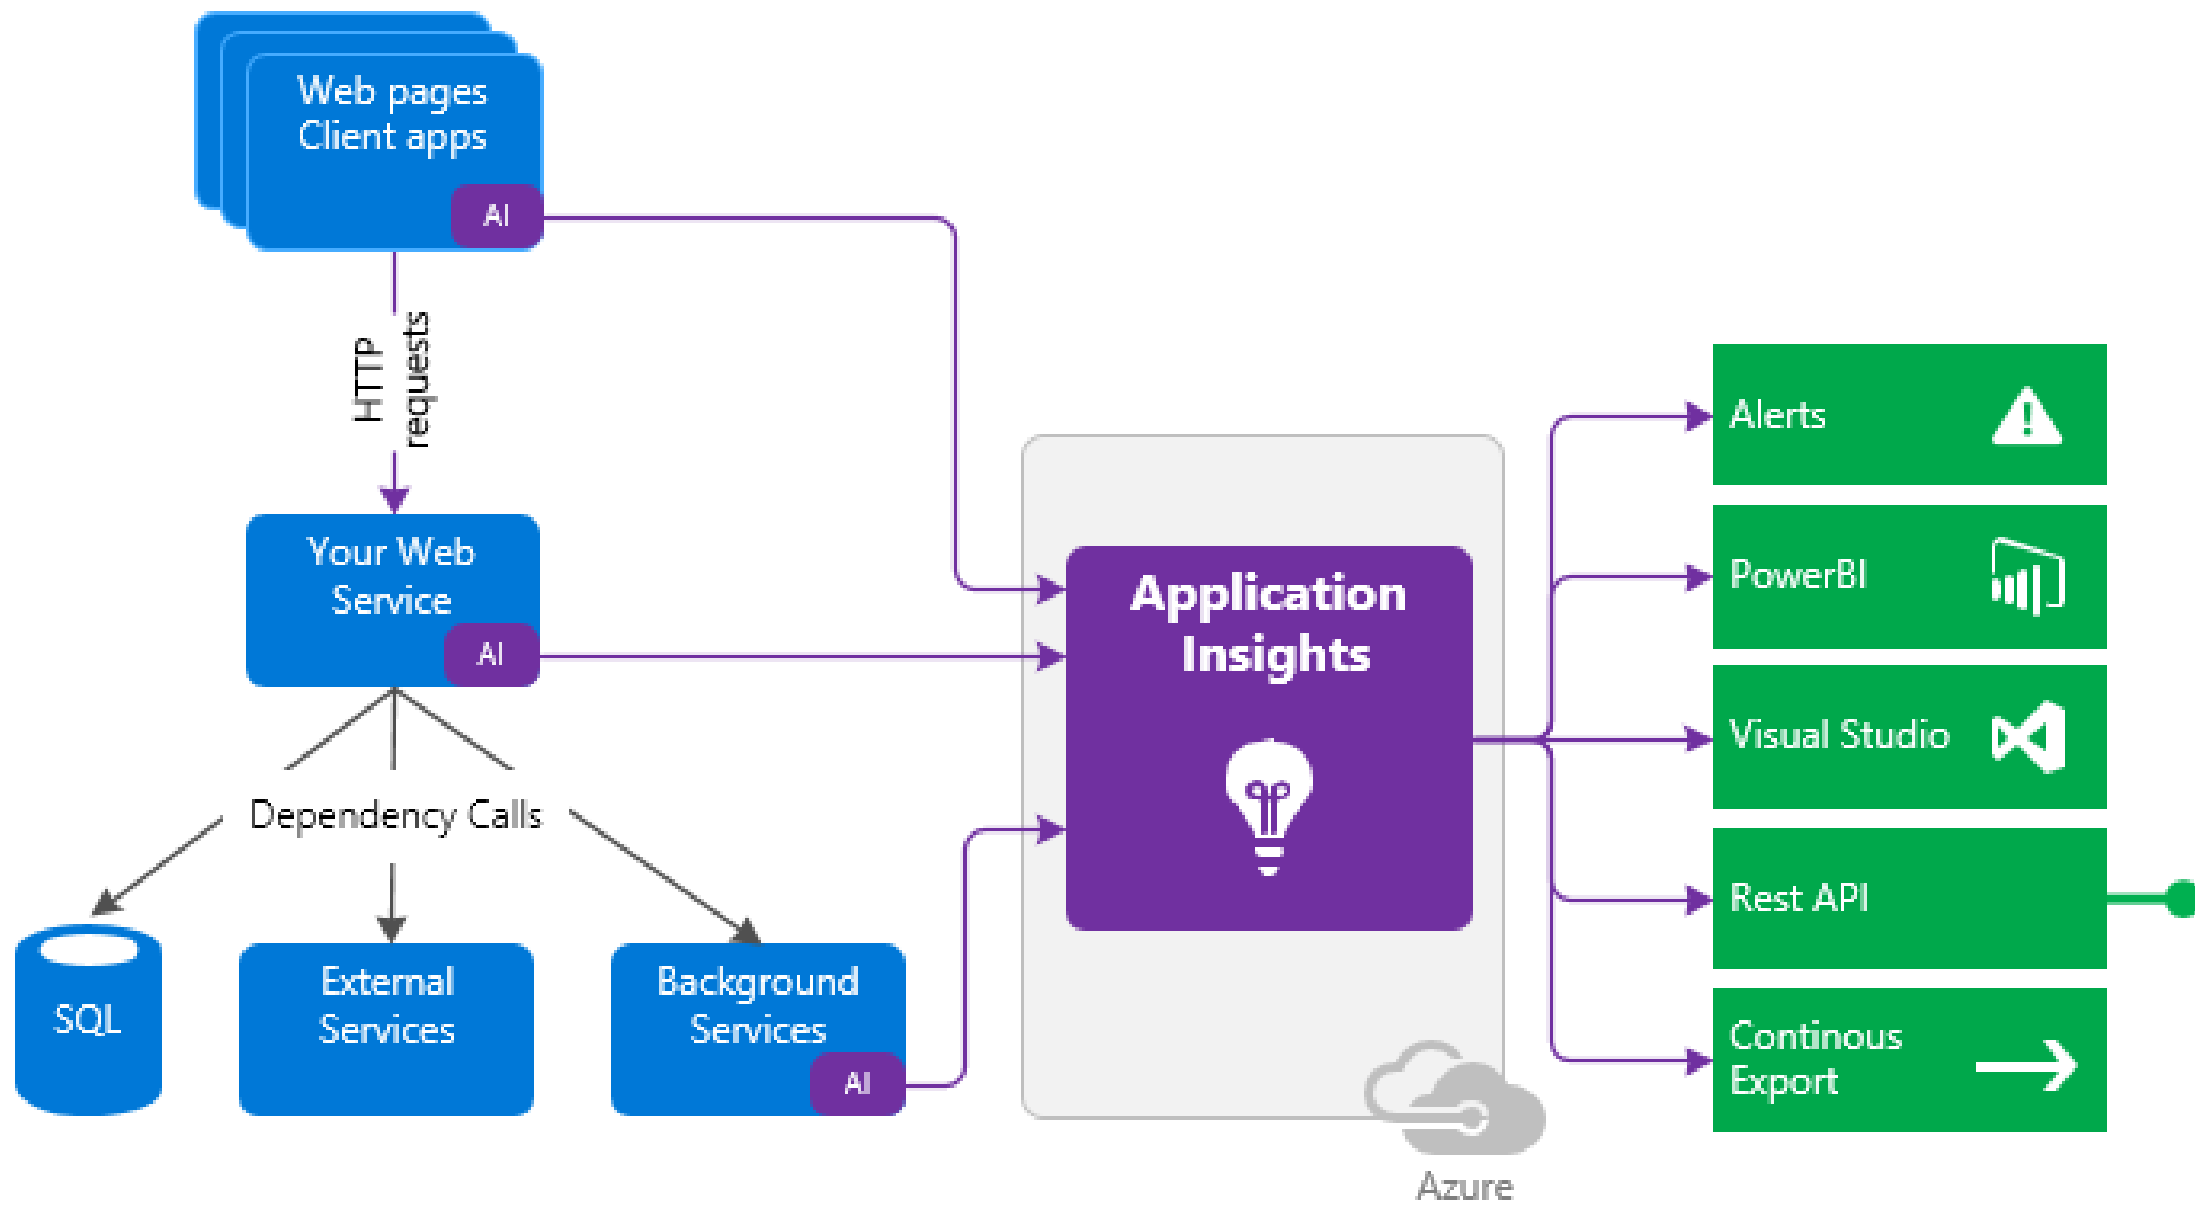 Web pages
Client apps
AI
HTTP
requests
Your Web
Service
AI
Dependency Calls
SQL
External
Services
Background
Services
AI
Application
Insights
Azure
Alerts
PowerBI
Visual Studio
Rest API
Continous
Export